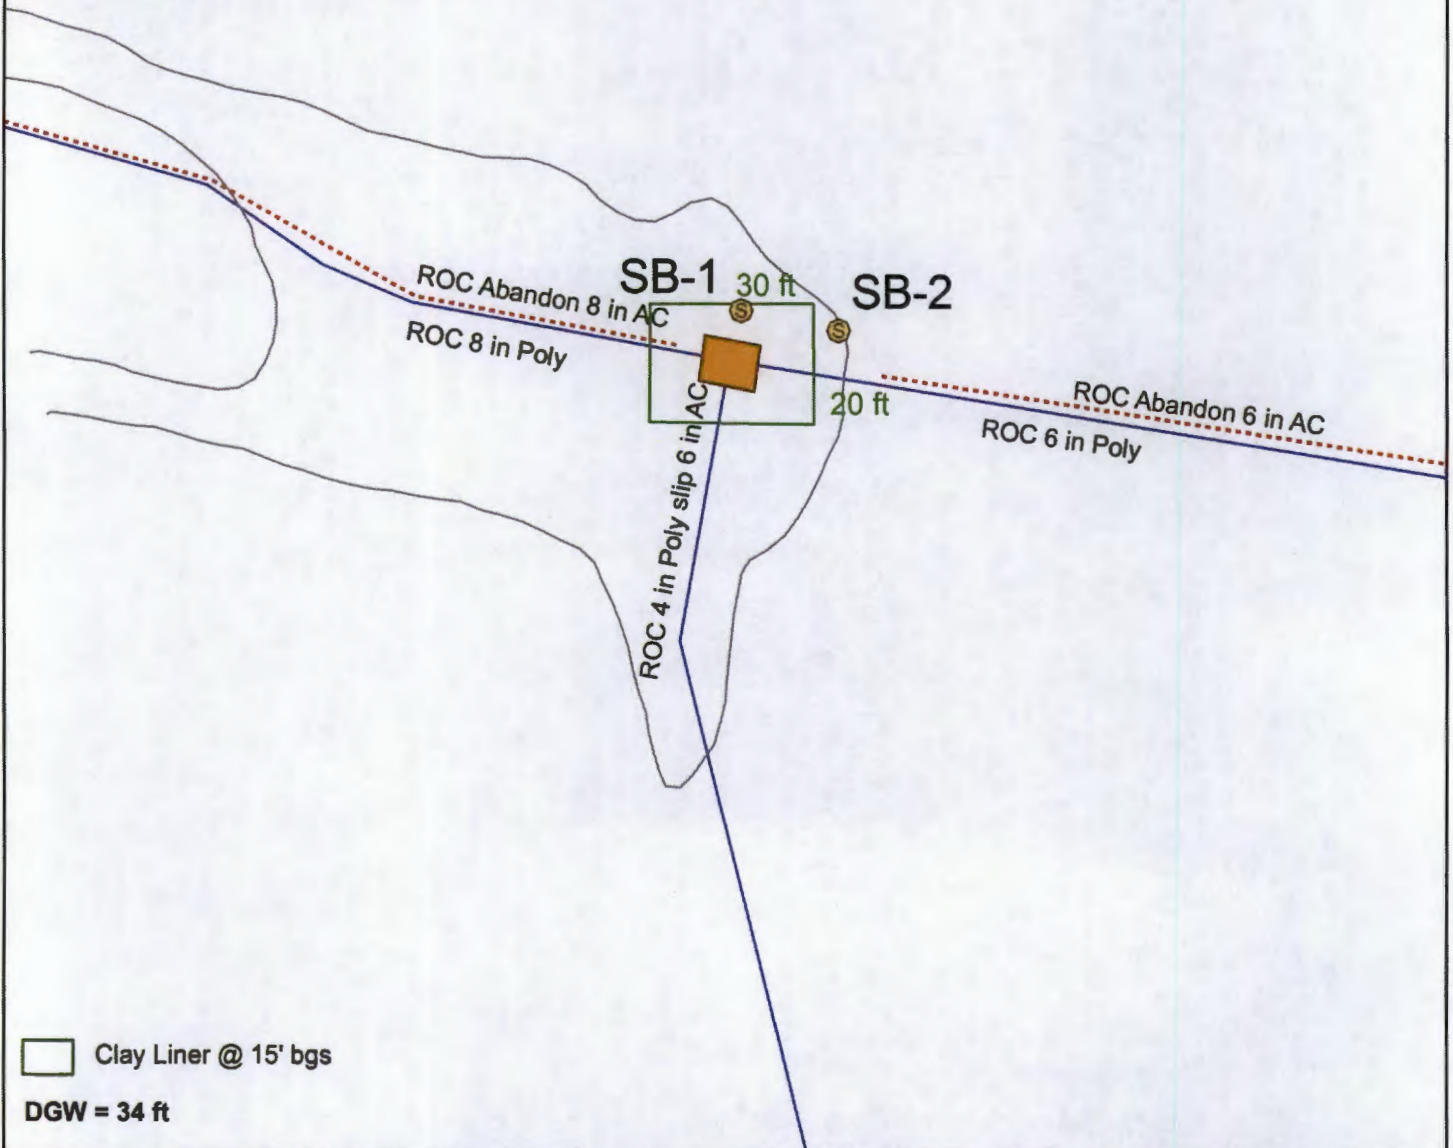 SB-1
30 ft
SB-2
ROC Abandon 8 in AC
ROC 8 in Poly
20 ft
ROC Abandon 6 in AC
ROC 6 in Poly
ROC 4 in Poly slip 6 in AC
S
S
Clay Liner @ 15' bgs
DGW = 34 ft